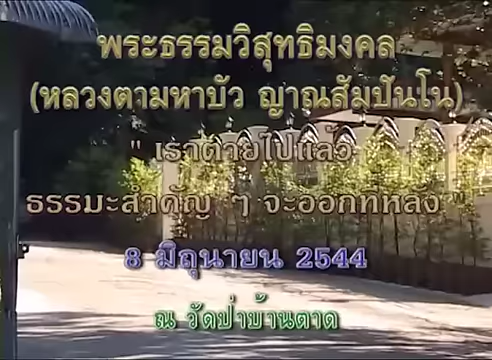 พระธรรมวิสุทธิมงคล
(หลวงตามหาบัว ญาณสัมปันโน)
" เราตายไปแล้ว
ธรรมะสำคัญ ๆ จะออกทีหลัง "
8 มิถุนายน 2544
ณ วัดป่าบ้านตาด